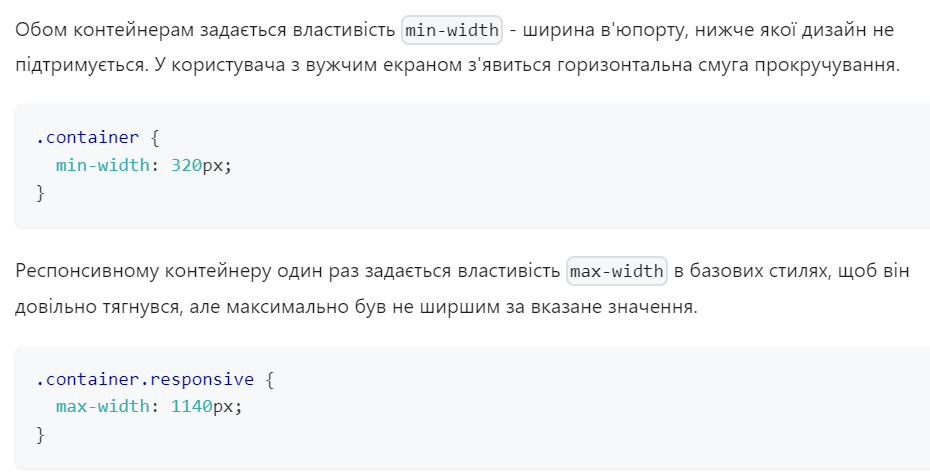 Обом контейнерам задається властивість min-width - ширина в'юпорту, нижче якої дизайн не
підтримується. У користувача з вужчим екраном з'явиться горизонтальна смуга прокручування.
.container {
  min-width: 320px;
}
Респонсивному контейнеру один раз задається властивість max-width в базових стилях, щоб він
довільно тягнувся, але максимально був не ширшим за вказане значення.
.container.responsive {
  max-width: 1140px;
}